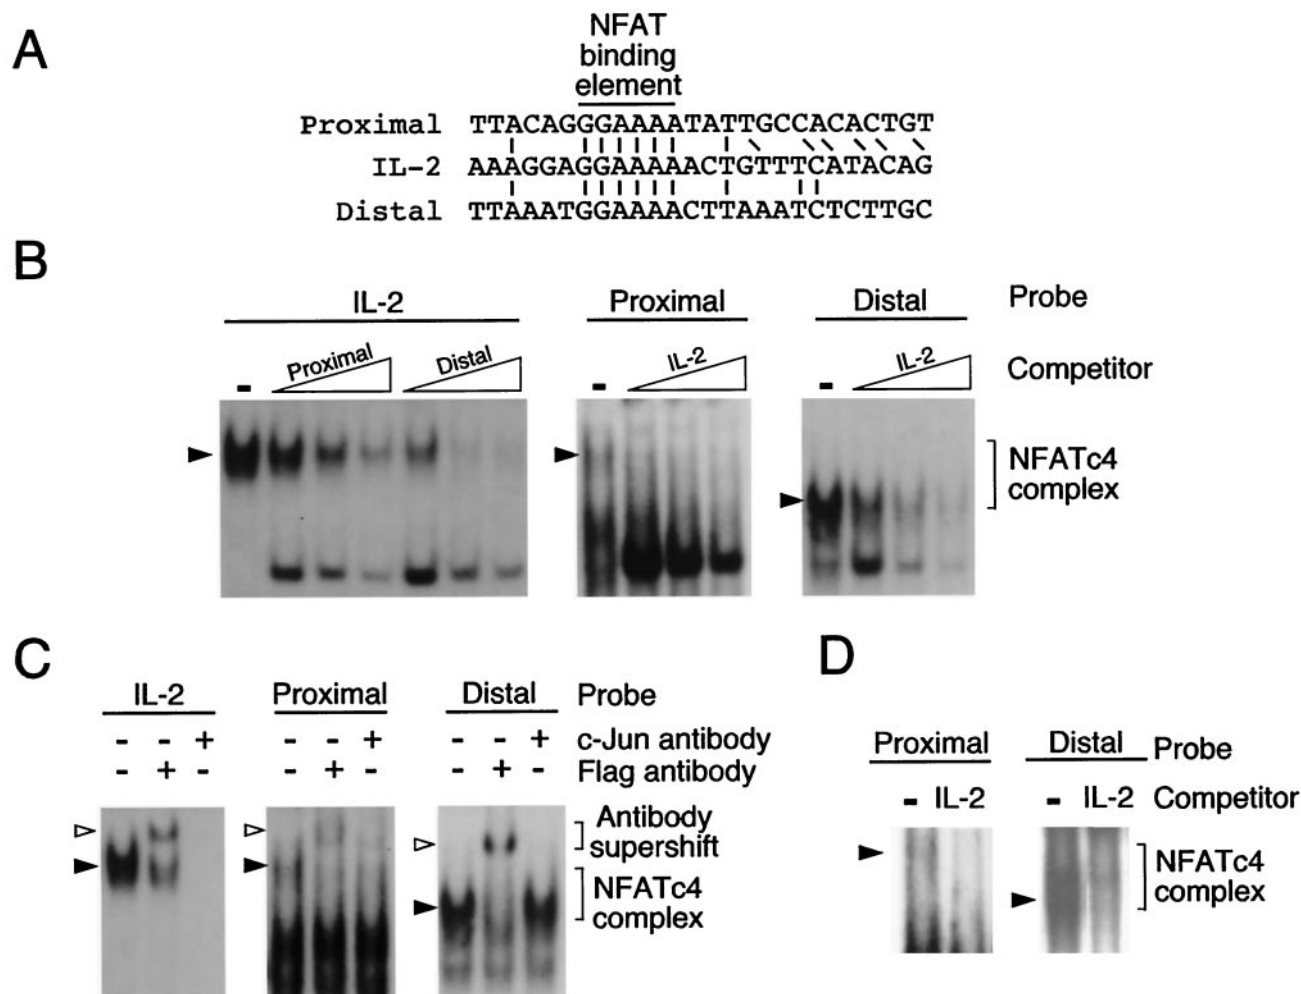 A
NFAT
binding
element
Proximal TTACAGGGAAAATATTGCCACACTGT
IL-2 AAAGGAGGAAAAACTGTTTCATACAG
Distal TTAAATGGAAAACTTAAATCTCTTGC
B
IL-2 Proximal Distal Probe
- Proximal Distal - IL-2 - IL-2 Competitor
NFATc4
complex
C
IL-2 Proximal Distal Probe
- - + - - + - - + c-Jun antibody
- + - - + - - + - Flag antibody
Antibody
supershift
NFATc4
complex
D
Proximal Distal Probe
- IL-2 - IL-2 Competitor
NFATc4
complex